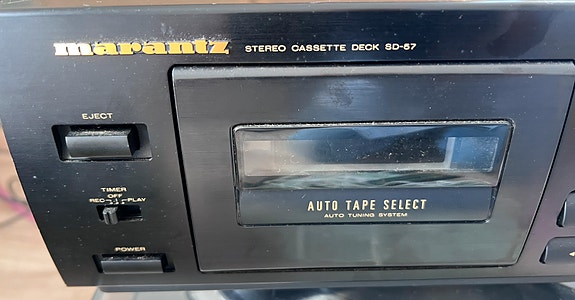 marantz STEREO CASSETTE DECK SD-57
EJECT
TIMER
OFF
REC PLAY
POWER
AUTO TAPE SELECT
AUTO TUNING SYSTEM